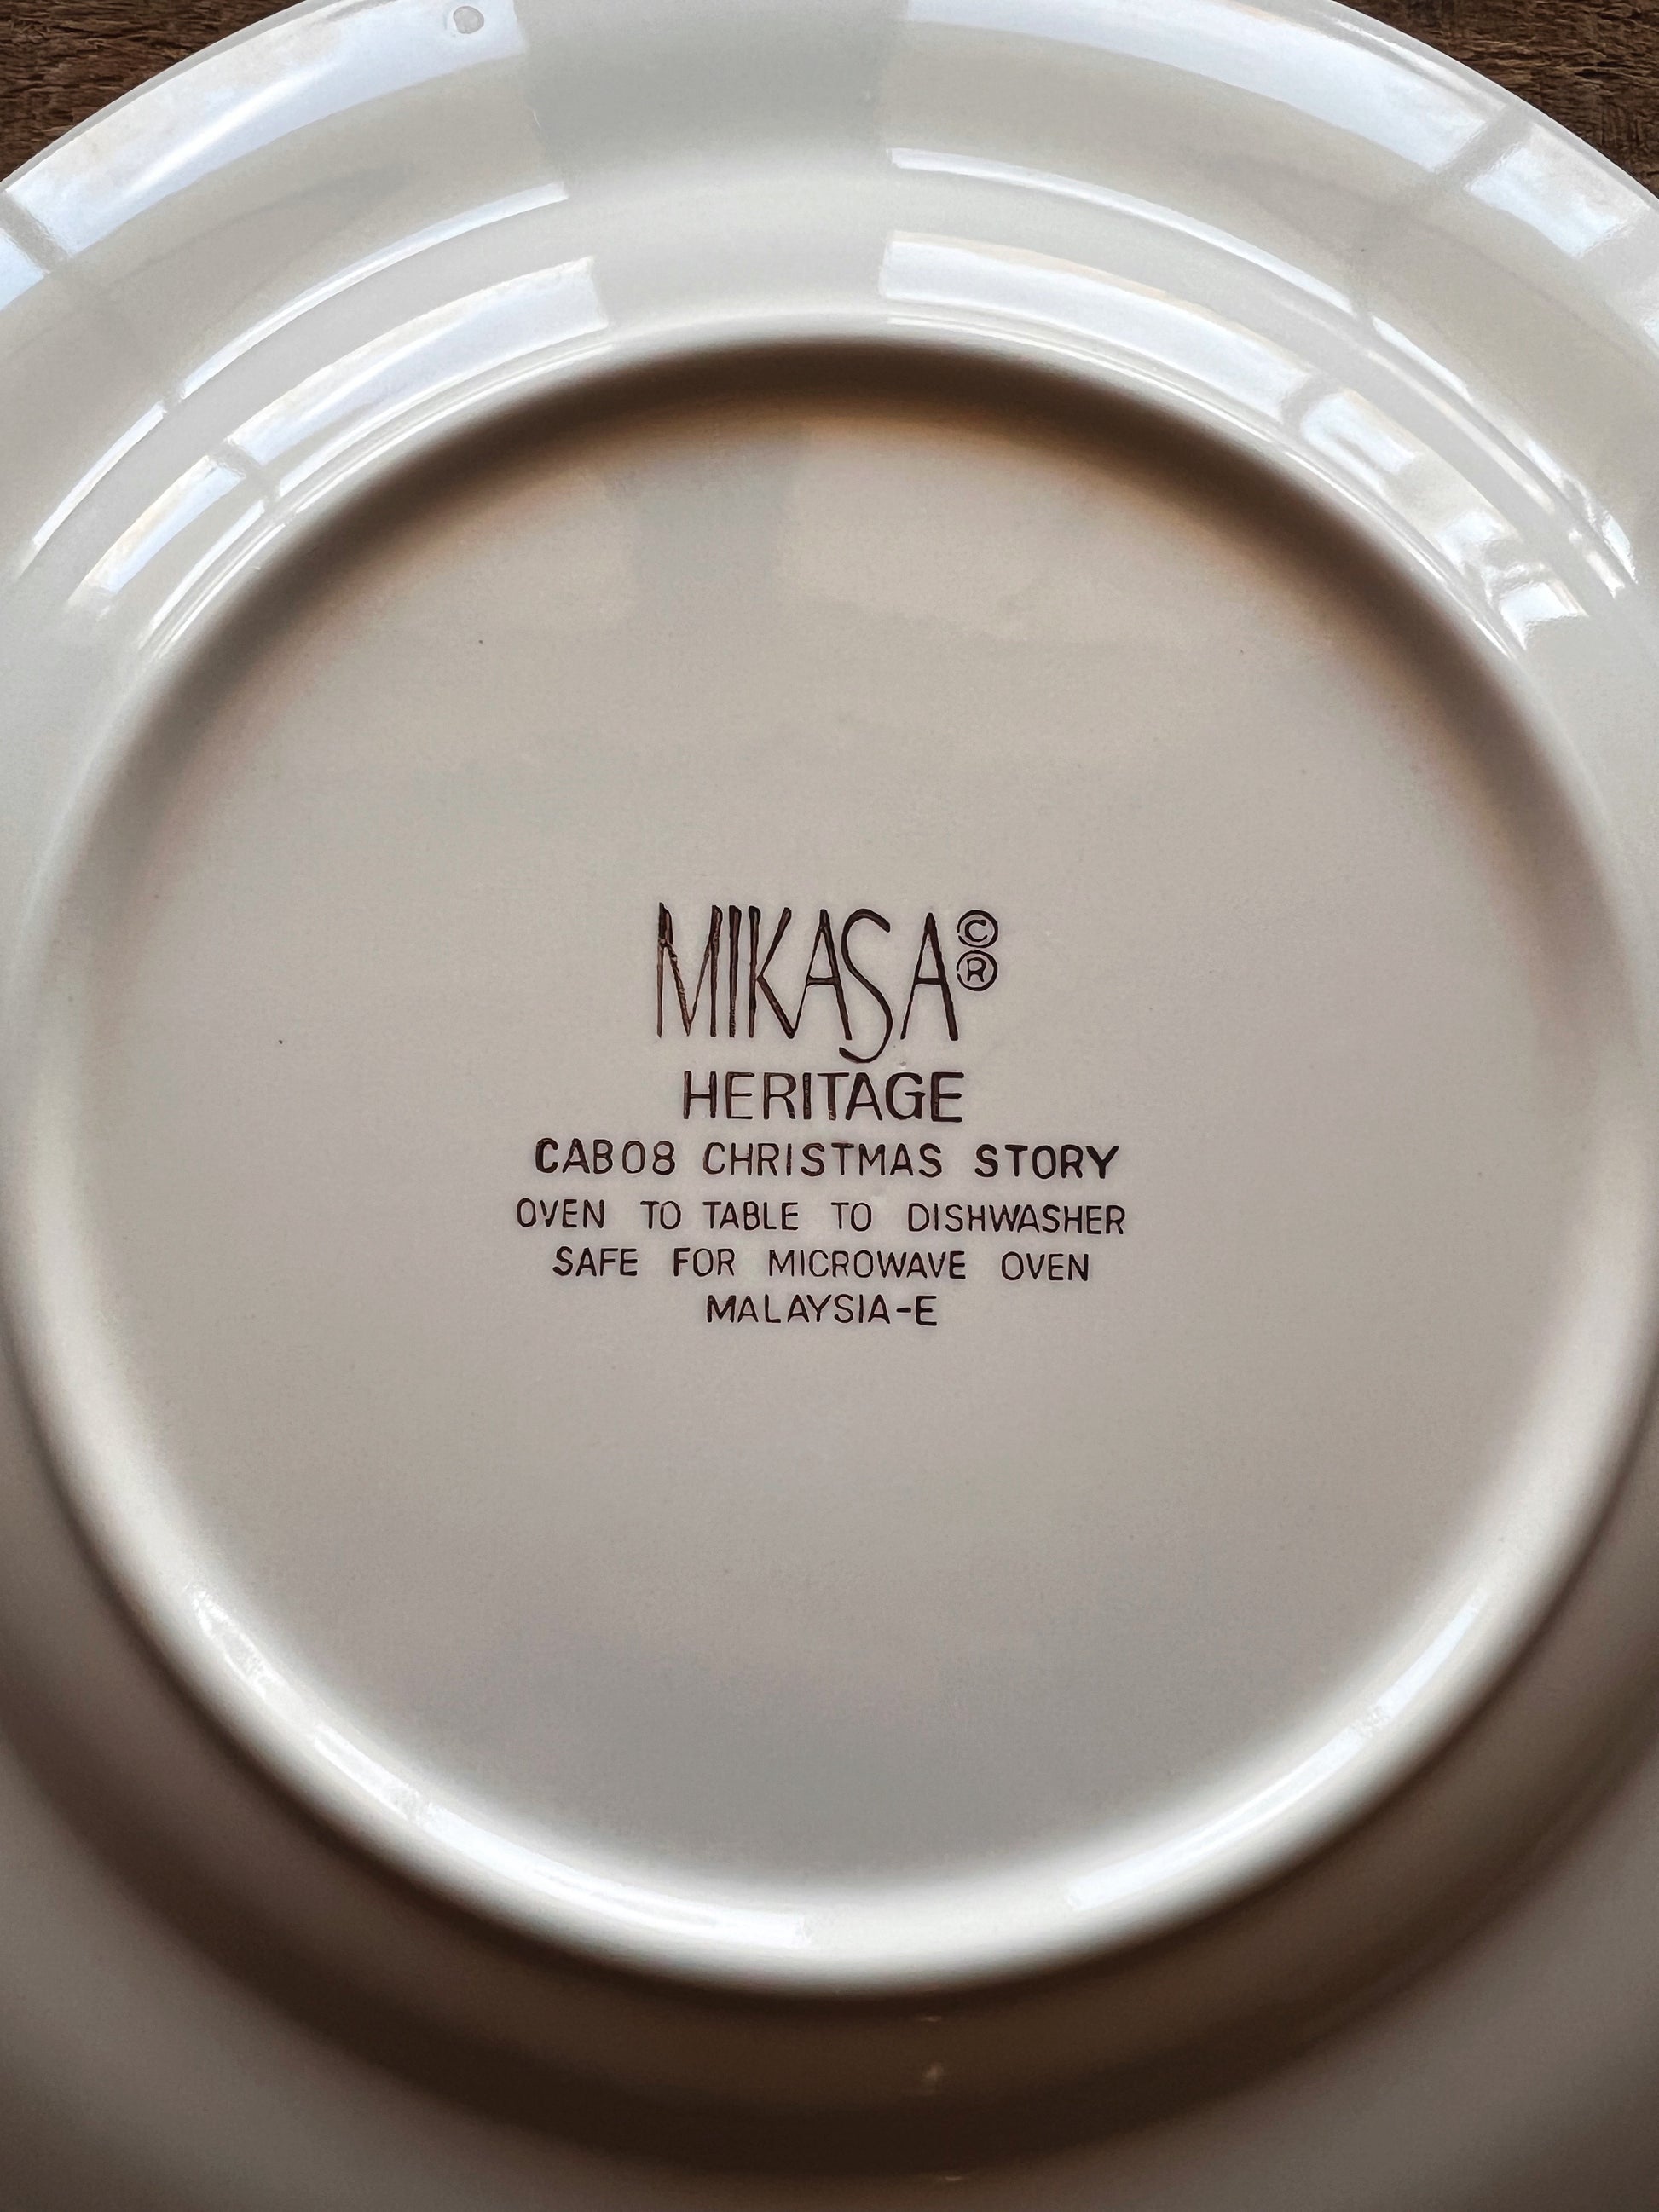 MIKASA©®
HERITAGE
CAB08 CHRISTMAS STORY
OVEN TO TABLE TO DISHWASHER
SAFE FOR MICROWAVE OVEN
MALAYSIA-E